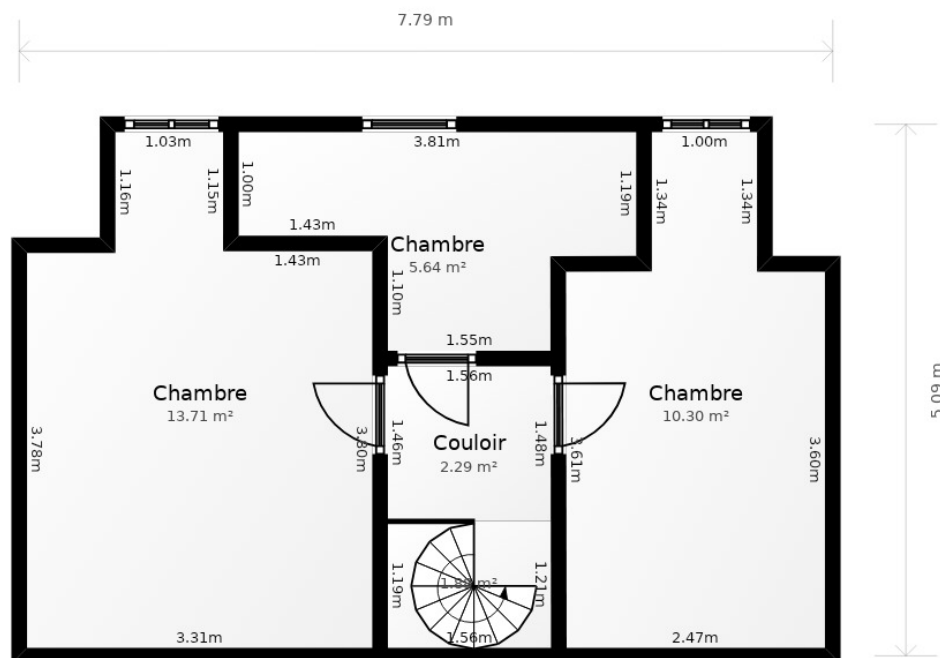 7.79 m
1.03m
3.81m
1.00m
1.16m
1.15m
1.00m
1.19m
1.34m
1.34m
1.43m
Chambre
5.64 m²
1.43m
1.10m
1.55m
1.56m
5.09 m
Chambre
13.71 m²
Chambre
10.30 m²
3.78m
3.80m
1.46m
Couloir
2.29 m²
1.48m
3.61m
3.60m
1.19m
1.21m
3.31m
1.56m
2.47m